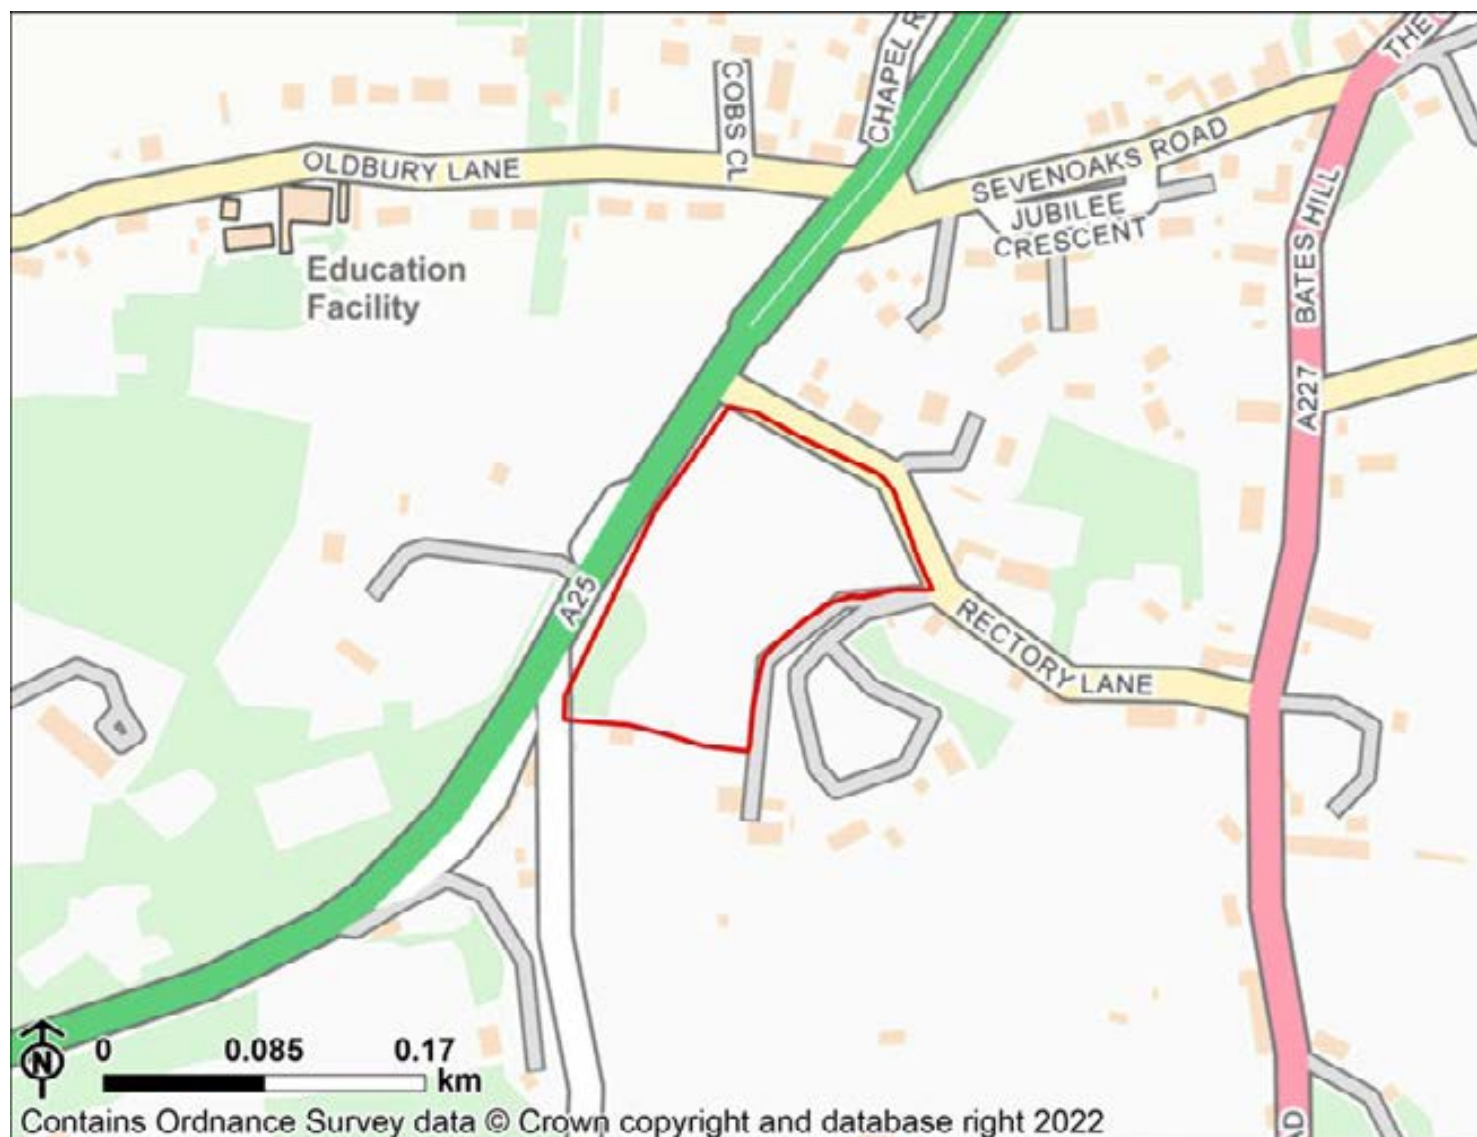 CHAPEL R
THE
COBS CL
OLDBURY LANE
SEVENOAKS ROAD
JUBILEE
CRESCENT
BATES HILL
Education
Facility
A227
A25
RECTORY LANE
N
0 0.085 0.17
km
AD
Contains Ordnance Survey data © Crown copyright and database right 2022